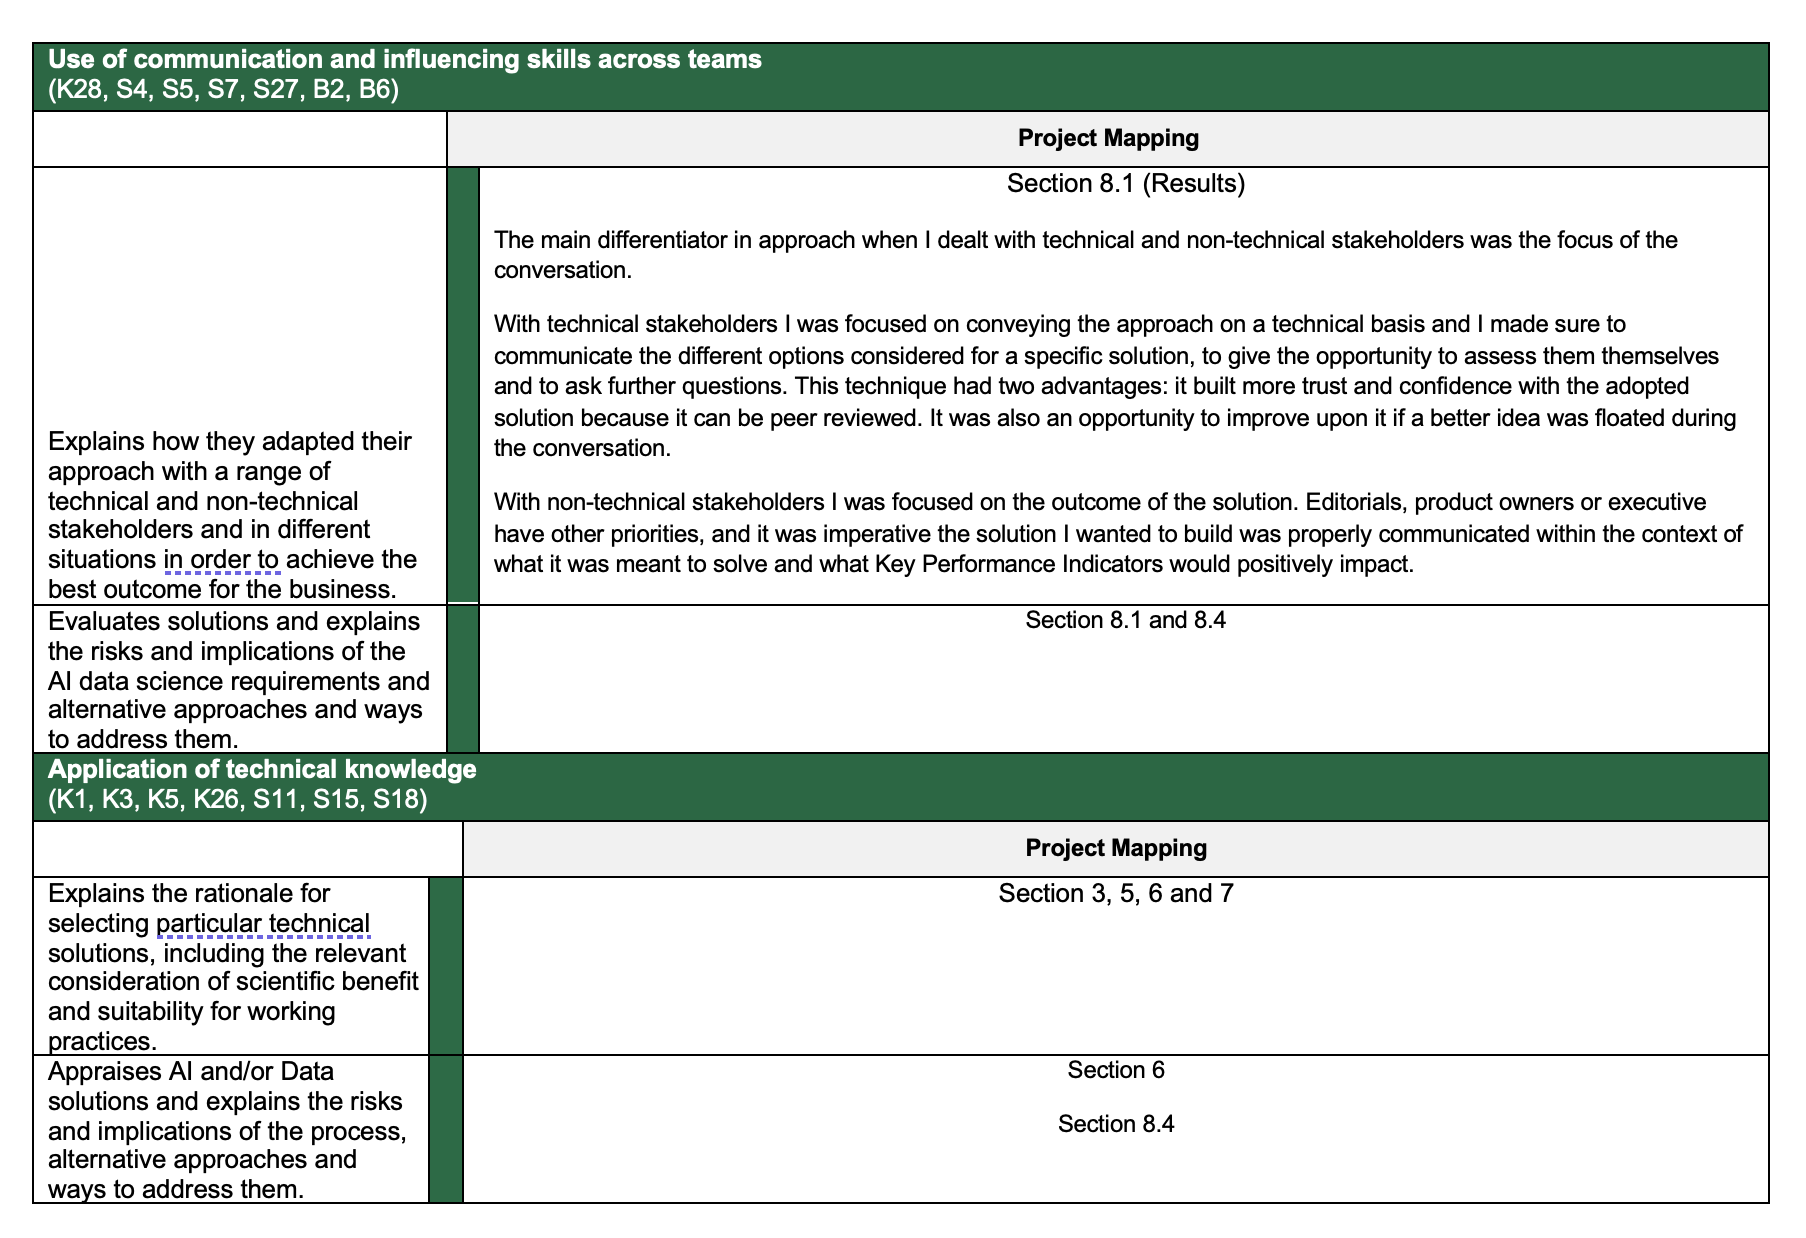 Use of communication and influencing skills across teams
(K28, S4, S5, S7, S27, B2, B6)
Project Mapping
Explains how they adapted their
approach with a range of
technical and non-technical
stakeholders and in different
situations in order to achieve the
best outcome for the business.
Section 8.1 (Results)
The main differentiator in approach when I dealt with technical and non-technical stakeholders was the focus of the
conversation.
With technical stakeholders I was focused on conveying the approach on a technical basis and I made sure to
communicate the different options considered for a specific solution, to give the opportunity to assess them themselves
and to ask further questions. This technique had two advantages: it built more trust and confidence with the adopted
solution because it can be peer reviewed. It was also an opportunity to improve upon it if a better idea was floated during
the conversation.
With non-technical stakeholders I was focused on the outcome of the solution. Editorials, product owners or executive
have other priorities, and it was imperative the solution I wanted to build was properly communicated within the context of
what it was meant to solve and what Key Performance Indicators would positively impact.
Evaluates solutions and explains
the risks and implications of the
AI data science requirements and
alternative approaches and ways
to address them.
Section 8.1 and 8.4
Application of technical knowledge
(K1, K3, K5, K26, S11, S15, S18)
Project Mapping
Explains the rationale for
selecting particular technical
solutions, including the relevant
consideration of scientific benefit
and suitability for working
practices.
Section 3, 5, 6 and 7
Appraises AI and/or Data
solutions and explains the risks
and implications of the process,
alternative approaches and
ways to address them.
Section 6
Section 8.4